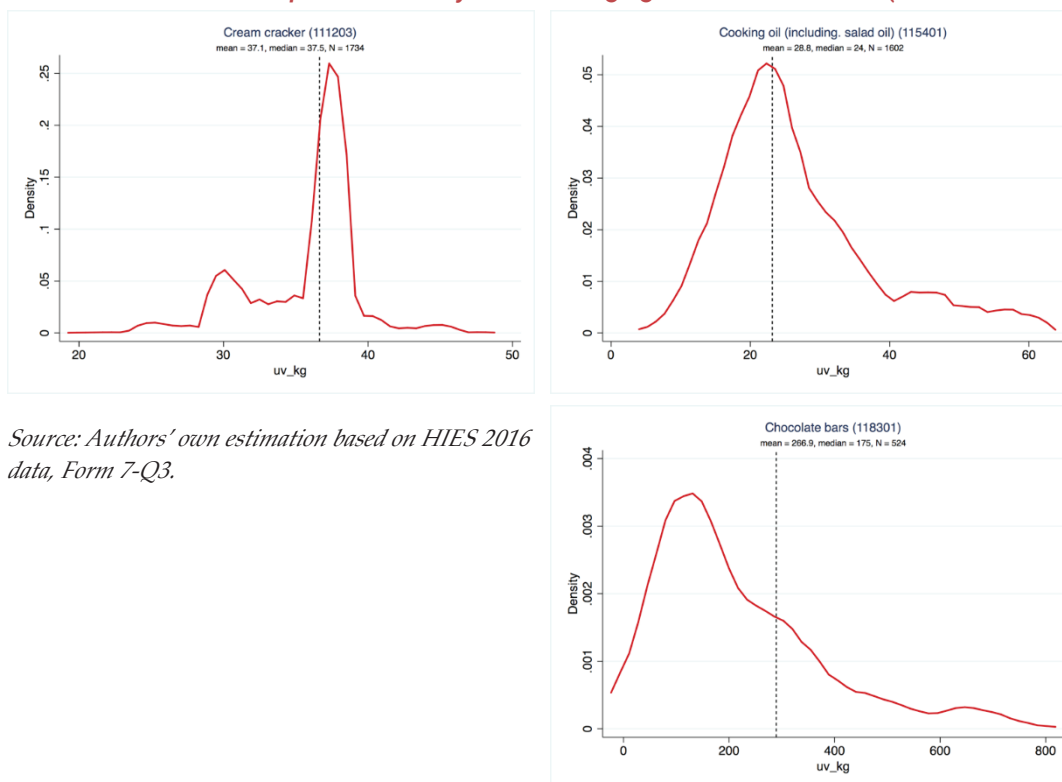 Cream cracker (111203)
mean = 37.1, median = 37.5, N = 1734
.25
.2
.15
.1
.05
0
Density
20 30 40 50
uv_kg
Cooking oil (including. salad oil) (115401)
mean = 28.8, median = 24, N = 1602
.05
.04
.03
.02
.01
0
Density
0 20 40 60
uv_kg
Source: Authors' own estimation based on HIES 2016
data, Form 7-Q3.
Chocolate bars (118301)
mean = 266.9, median = 175, N = 524
.004
.003
.002
.001
0
Density
0 200 400 600 800
uv_kg